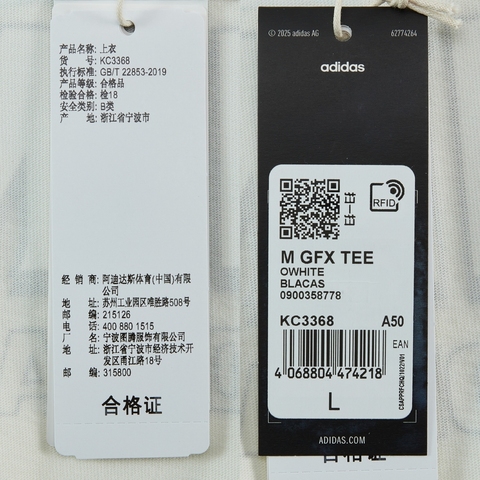 产品名称: 上衣
货 号: KC3368
执行标准: GB/T 22853-2019
产品等级: 合格品
检验合格: 检18
安全类别: B类
产 地: 浙江省宁波市
经 销 商: 阿迪达斯体育(中国)有限
公司
地 址: 苏州工业园区唯胜路508号
邮 编: 215126
电 话: 400 880 1515
厂 名: 宁波图腾服饰有限公司
地 址: 浙江省宁波市经济技术开
发区甬江路18号
邮 编: 315800
合格证
© 2025 adidas AG
62774264
adidas
RFID
M GFX TEE
OWHITE
BLACAS
0900358778
KC3368 A50
EAN
4 068804 474218
L
ADIDAS.COM
合格证